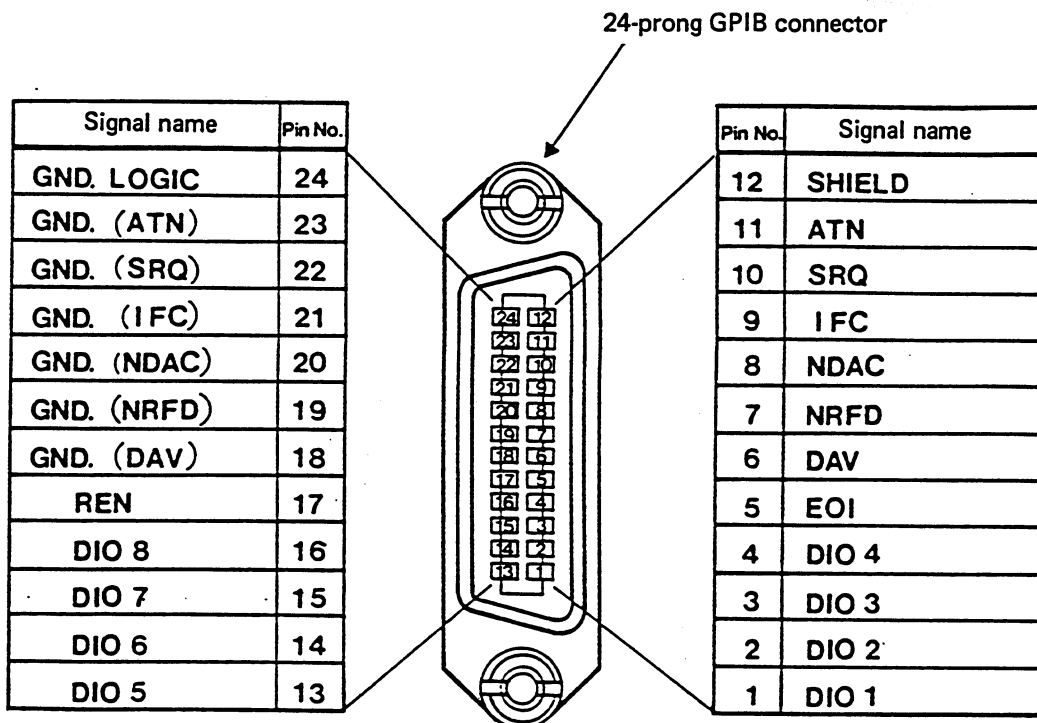 24-prong GPIB connector
Signal name Pin No.
GND. LOGIC 24
GND. (ATN) 23
GND. (SRQ) 22
GND. (IFC) 21
GND. (NDAC) 20
GND. (NRFD) 19
GND. (DAV) 18
REN 17
DIO 8 16
DIO 7 15
DIO 6 14
DIO 5 13
24 12
23 11
22 10
21 9
20 8
19 7
18 6
17 5
16 4
15 3
14 2
13 1
Pin No. Signal name
12 SHIELD
11 ATN
10 SRQ
9 IFC
8 NDAC
7 NRFD
6 DAV
5 EOI
4 DIO 4
3 DIO 3
2 DIO 2
1 DIO 1